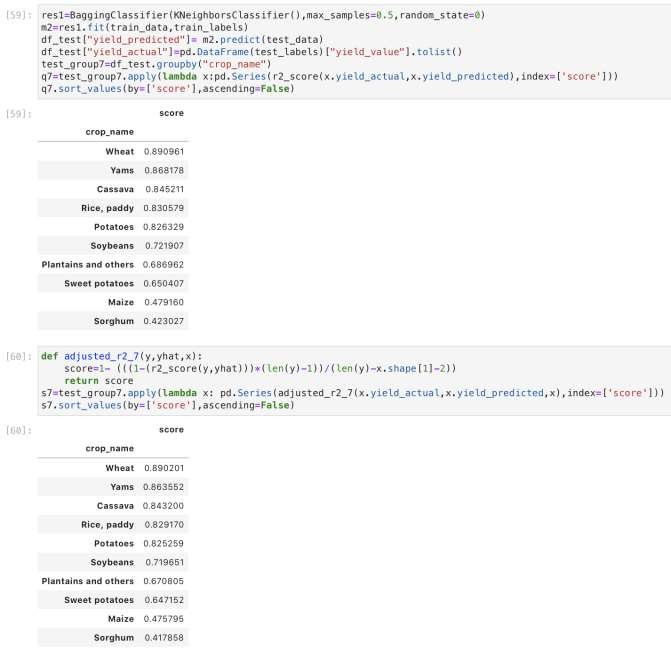 [59]: res1=BaggingClassifier(KNeighborsClassifier(),max_samples=0.5,random_state=0)
m2=res1.fit(train_data,train_labels)
df_test["yield_predicted"]= m2.predict(test_data)
df_test["yield_actual"]=pd.DataFrame(test_labels)["yield_value"].tolist()
test_group7=df_test.groupby("crop_name")
q7=test_group7.apply(lambda x:pd.Series(r2_score(x.yield_actual,x.yield_predicted),index=['score']))
q7.sort_values(by=['score'],ascending=False)
[59]: score
crop_name
Wheat 0.890961
Yams 0.868178
Cassava 0.845211
Rice, paddy 0.830579
Potatoes 0.826329
Soybeans 0.721907
Plantains and others 0.686962
Sweet potatoes 0.650407
Maize 0.479160
Sorghum 0.423027
[60]: def adjusted_r2_7(y,yhat,x):
score=1- (((1-(r2_score(y,yhat)))*(len(y)-1))/(len(y)-x.shape[1]-2))
return score
s7=test_group7.apply(lambda x: pd.Series(adjusted_r2_7(x.yield_actual,x.yield_predicted,x),index=['score']))
s7.sort_values(by=['score'],ascending=False)
[60]: score
crop_name
Wheat 0.890201
Yams 0.863552
Cassava 0.843200
Rice, paddy 0.829170
Potatoes 0.825259
Soybeans 0.719651
Plantains and others 0.670805
Sweet potatoes 0.647152
Maize 0.475795
Sorghum 0.417858